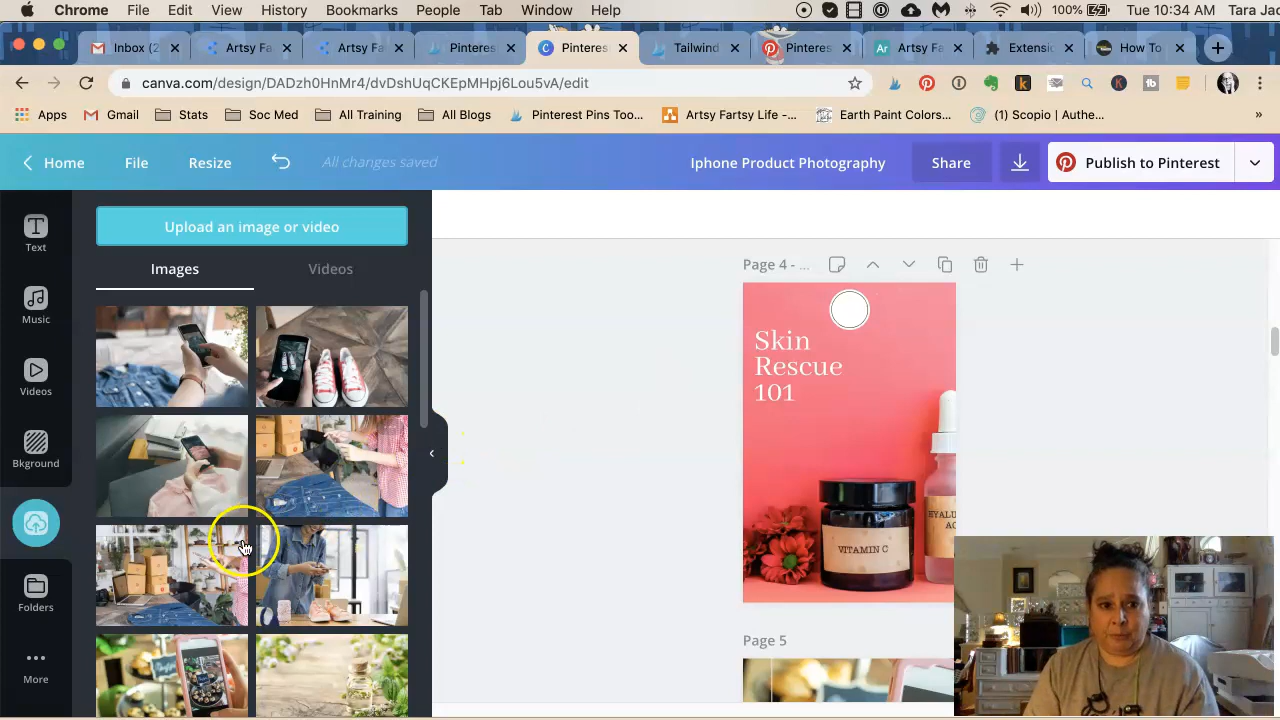 Chrome File Edit View History Bookmarks People Tab Window Help 100% Tue 10:34 AM Tara Jac
Inbox (2 Artsy Fa Artsy Fa Pinteres Pinteres Tailwind Pinteres Artsy Fa Extensio How To
canva.com/design/DADzh0HnMr4/dvDshUqCKEpMHpj6Lou5vA/edit
Apps Gmail Stats Soc Med All Training All Blogs Pinterest Pins Too... Artsy Fartsy Life -... Earth Paint Colors... (1) Scopio | Authe... »
Home File Resize All changes saved Iphone Product Photography Share Publish to Pinterest
Upload an image or video
Images Videos
Text
Music
Videos
Bkground
Folders
More
Page 4 - ...
Skin
Rescue
101
VITAMIN C
Page 5